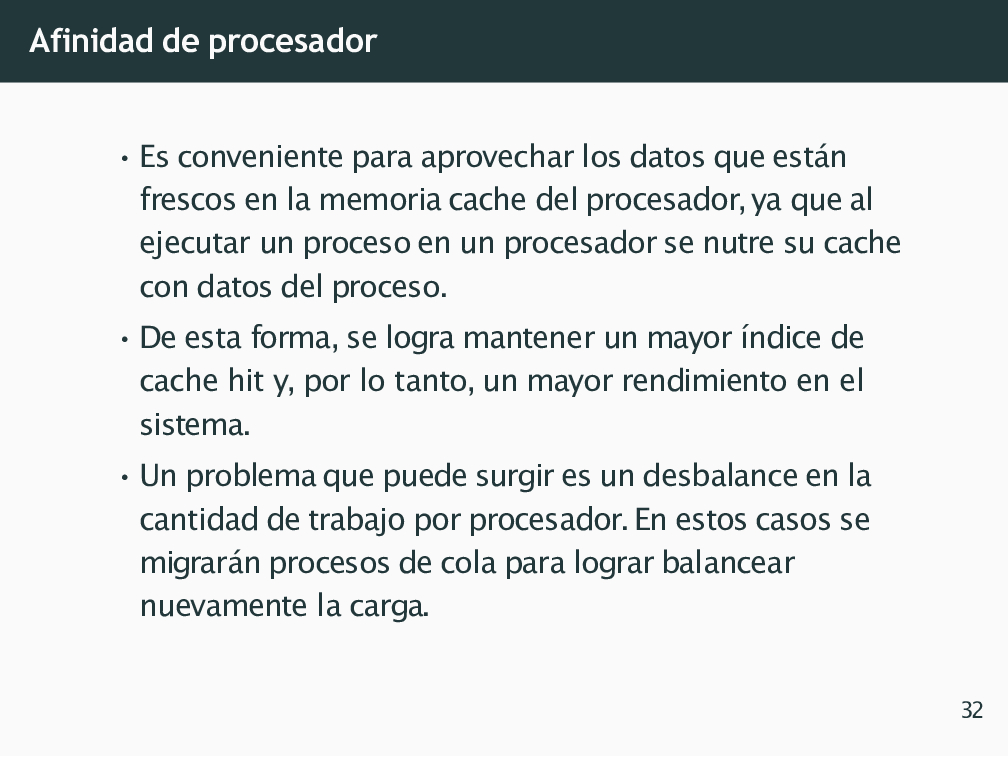 Afinidad de procesador
• Es conveniente para aprovechar los datos que están
frescos en la memoria cache del procesador, ya que al
ejecutar un proceso en un procesador se nutre su cache
con datos del proceso.
• De esta forma, se logra mantener un mayor índice de
cache hit y, por lo tanto, un mayor rendimiento en el
sistema.
• Un problema que puede surgir es un desbalance en la
cantidad de trabajo por procesador. En estos casos se
migrarán procesos de cola para lograr balancear
nuevamente la carga.
32